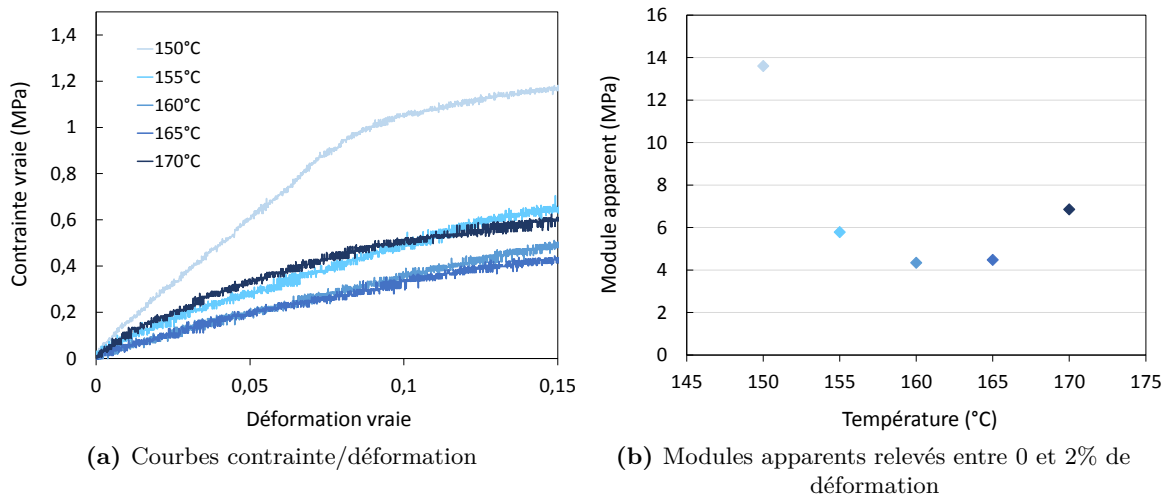 1,4
1,2
1
0,8
0,6
0,4
0,2
0
Contrainte vraie (MPa)
150°C
155°C
160°C
165°C
170°C
0
0,05
0,1
0,15
Déformation vraie
(a) Courbes contrainte/déformation
16
14
12
10
8
6
4
2
0
Module apparent (MPa)
145
150
155
160
165
170
175
Température (°C)
(b) Modules apparents relevés entre 0 et 2% de
déformation